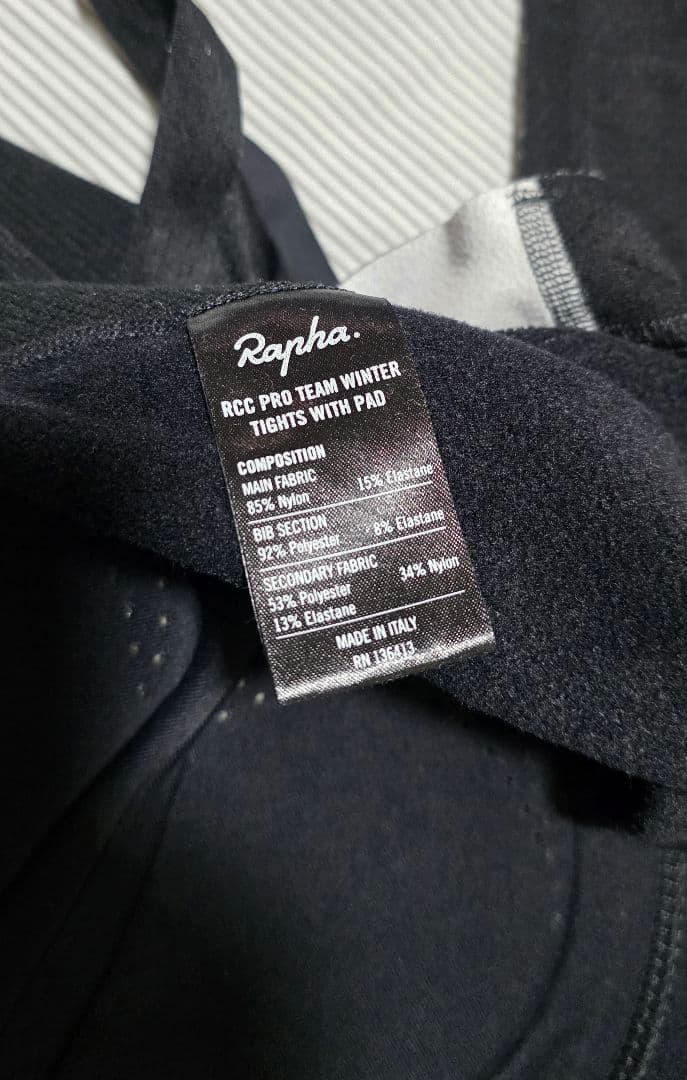 Rapha.
RCC PRO TEAM WINTER
TIGHTS WITH PAD
COMPOSITION
MAIN FABRIC
85% Nylon 15% Elastane
BIB SECTION
92% Polyester 8% Elastane
SECONDARY FABRIC
53% Polyester 34% Nylon
13% Elastane
MADE IN ITALY
RN 136413